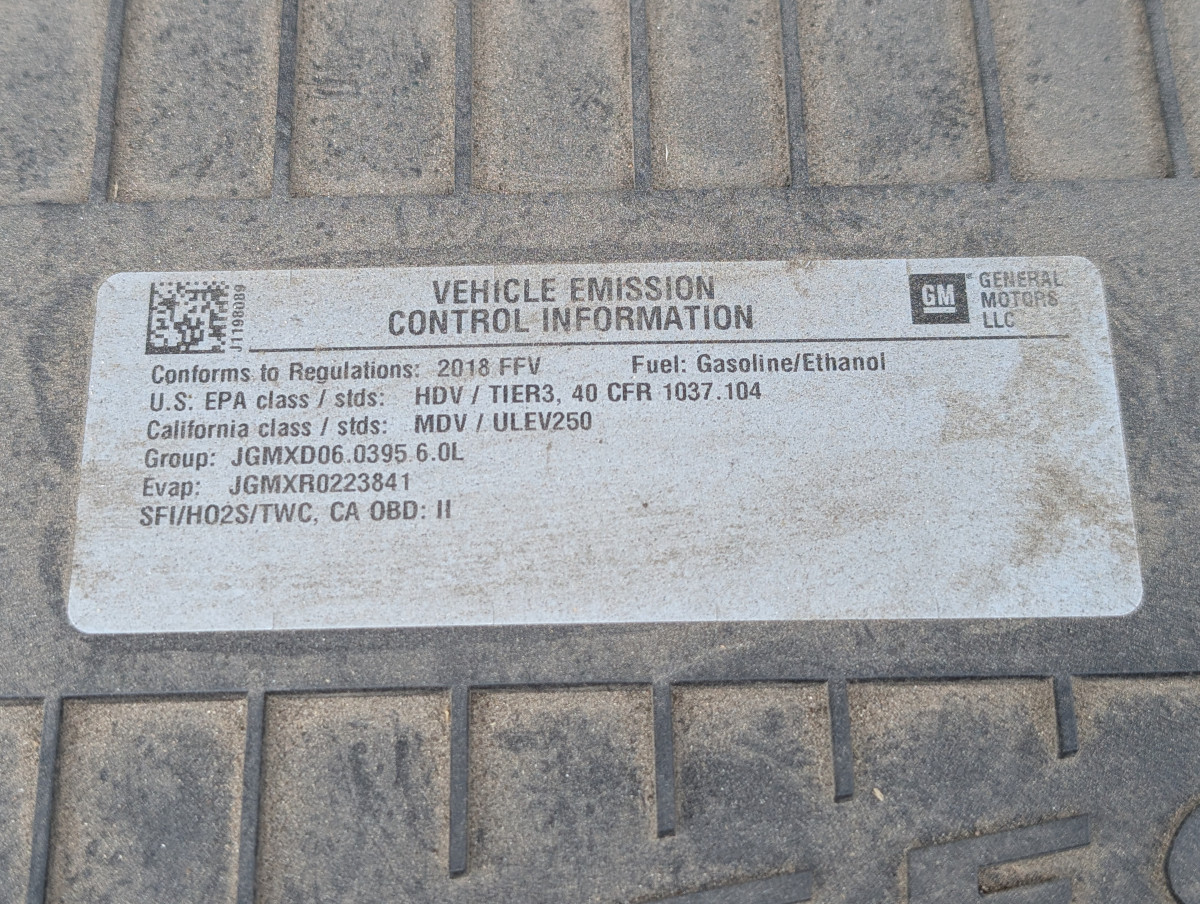 J1198089
VEHICLE EMISSION
CONTROL INFORMATION
GM
GENERAL
MOTORS
LLC
Conforms to Regulations: 2018 FFV Fuel: Gasoline/Ethanol
U.S: EPA class / stds: HDV / TIER3, 40 CFR 1037.104
California class / stds: MDV / ULEV250
Group: JGMXD06.0395 6.0L
Evap: JGMXR0223841
SFI/HO2S/TWC, CA OBD: II